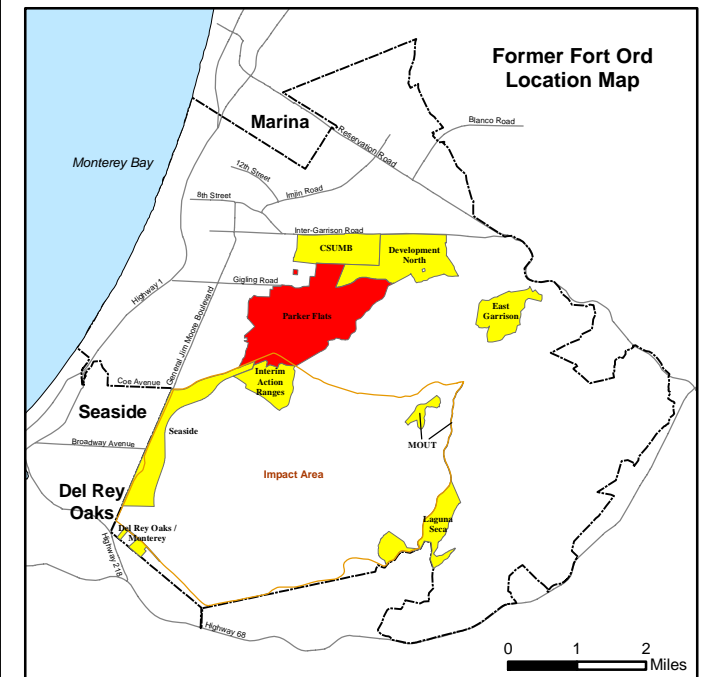 Former Fort Ord
Location Map
Marina
Blanco Road
Reservation Road
Monterey Bay
12th Street
Imjin Road
8th Street
Inter-Garrison Road
CSUMB
Development
North
Gigling Road
Highway 1
General Jim Moore Boulevard
East
Garrison
Parker Flats
Coe Avenue
Interim
Action
Ranges
Seaside
Seaside
Broadway Avenue
MOUT
Impact Area
Del Rey
Oaks
Del Rey Oaks /
Monterey
Laguna
Seca
Highway 218
Highway 68
0 1 2
Miles